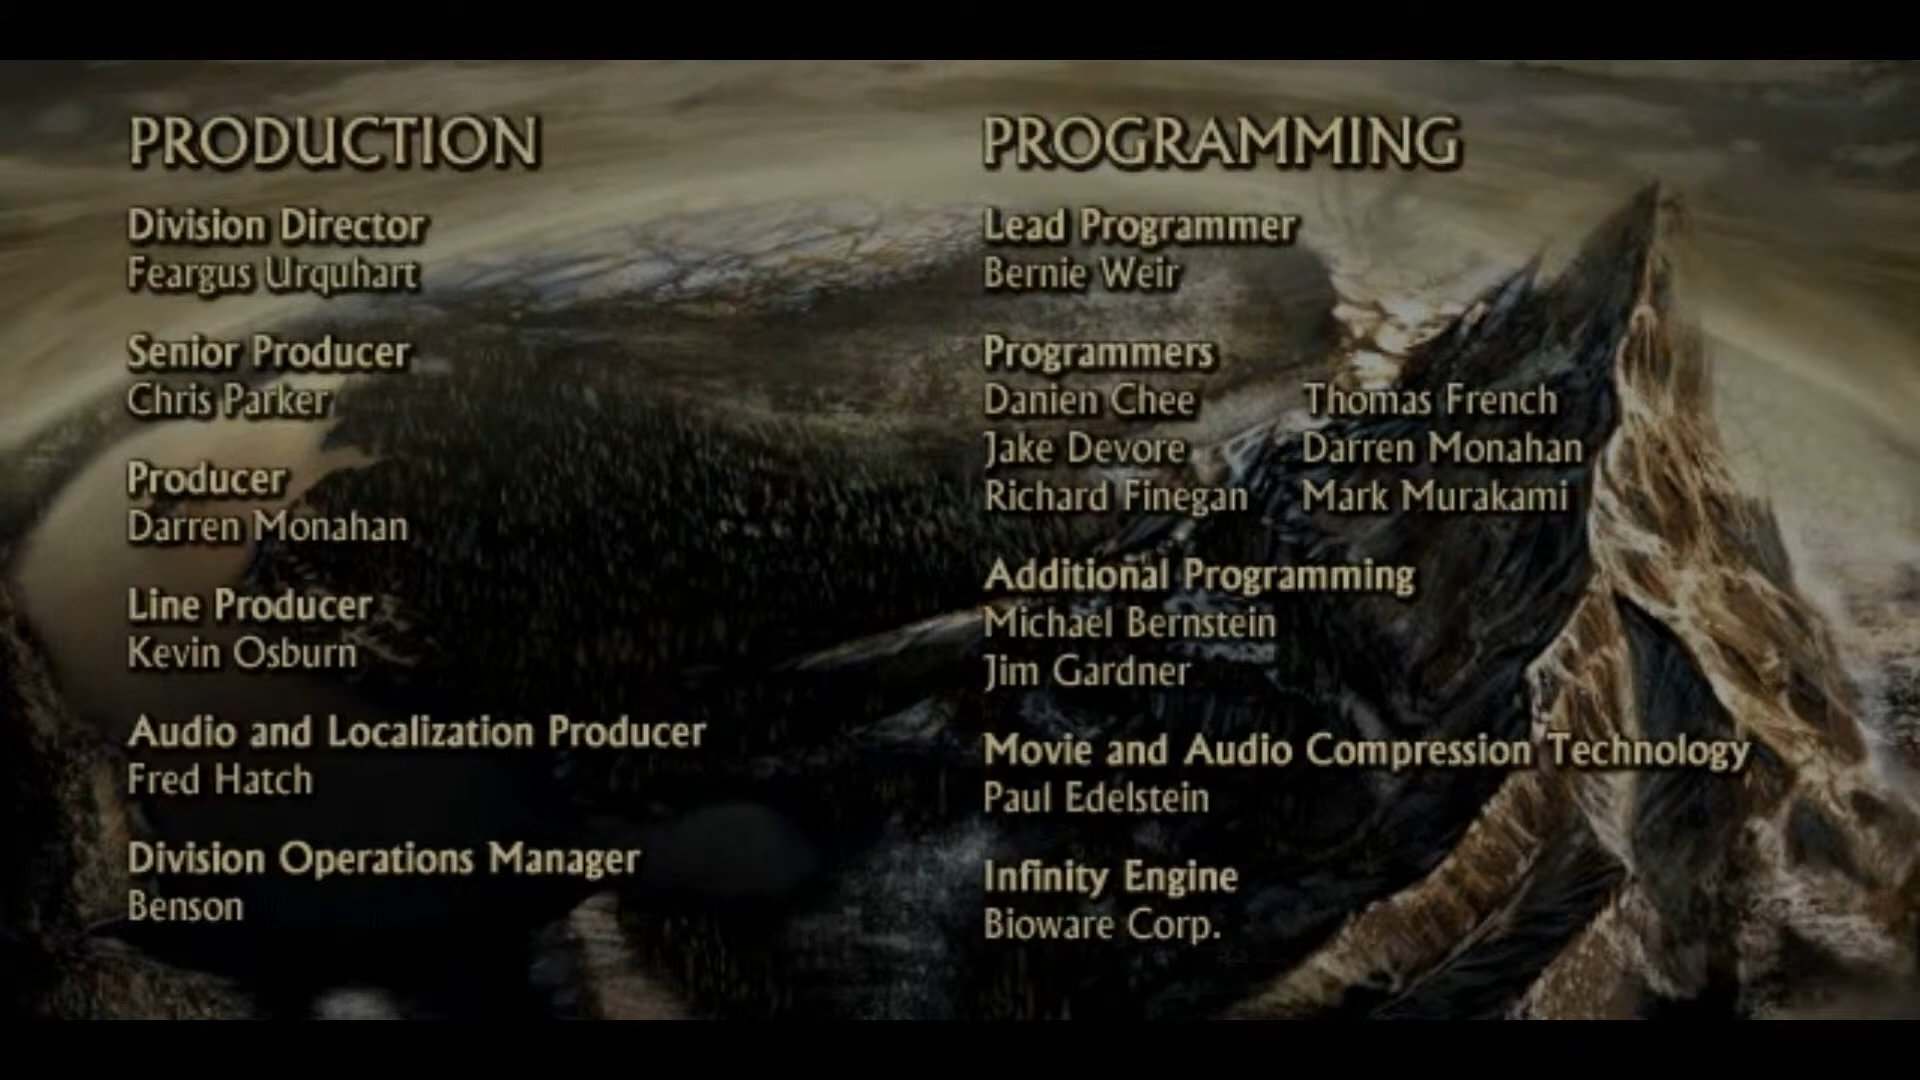 PRODUCTION
Division Director
Feargus Urquhart
Senior Producer
Chris Parker
Producer
Darren Monahan
Line Producer
Kevin Osburn
Audio and Localization Producer
Fred Hatch
Division Operations Manager
Benson
PROGRAMMING
Lead Programmer
Bernie Weir
Programmers
Danien Chee Thomas French
Jake Devore Darren Monahan
Richard Finegan Mark Murakami
Additional Programming
Michael Bernstein
Jim Gardner
Movie and Audio Compression Technology
Paul Edelstein
Infinity Engine
Bioware Corp.